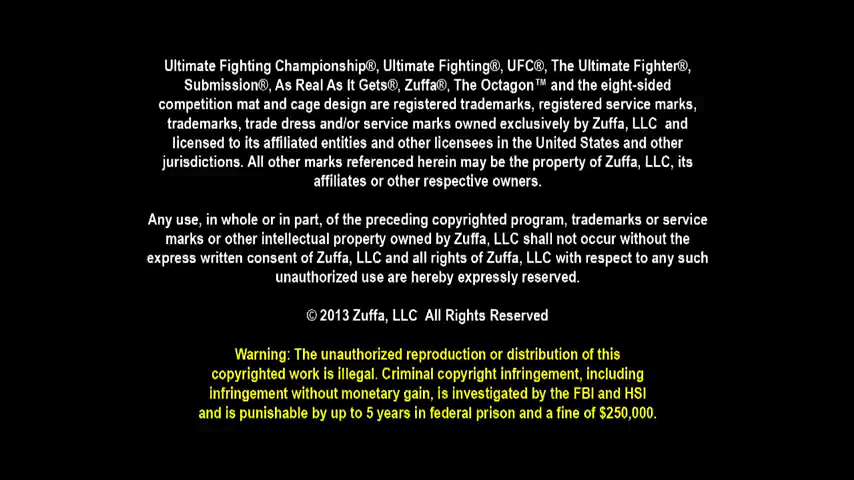 Ultimate Fighting Championship®, Ultimate Fighting®, UFC®, The Ultimate Fighter®,
Submission®, As Real As It Gets®, Zuffa®, The Octagon™ and the eight-sided
competition mat and cage design are registered trademarks, registered service marks,
trademarks, trade dress and/or service marks owned exclusively by Zuffa, LLC and
licensed to its affiliated entities and other licensees in the United States and other
jurisdictions. All other marks referenced herein may be the property of Zuffa, LLC, its
affiliates or other respective owners.
Any use, in whole or in part, of the preceding copyrighted program, trademarks or service
marks or other intellectual property owned by Zuffa, LLC shall not occur without the
express written consent of Zuffa, LLC and all rights of Zuffa, LLC with respect to any such
unauthorized use are hereby expressly reserved.
© 2013 Zuffa, LLC All Rights Reserved
Warning: The unauthorized reproduction or distribution of this
copyrighted work is illegal. Criminal copyright infringement, including
infringement without monetary gain, is investigated by the FBI and HSI
and is punishable by up to 5 years in federal prison and a fine of $250,000.